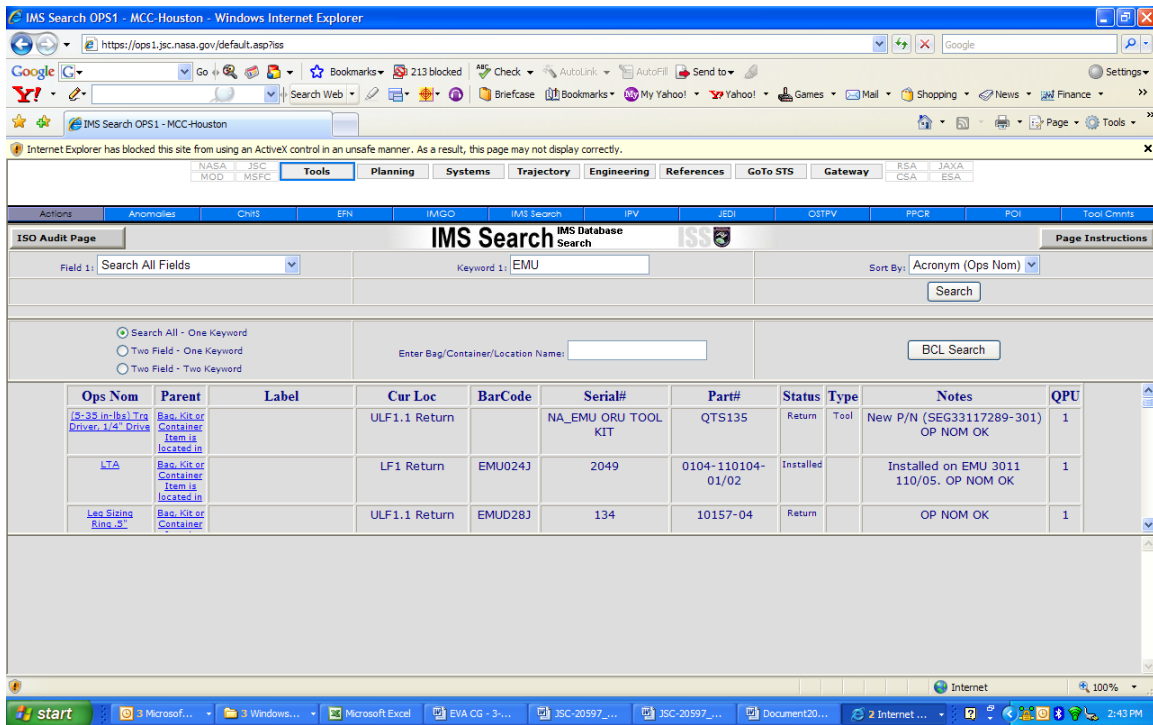 IMS Search OPS1 - MCC-Houston - Windows Internet Explorer
https://ops1.jsc.nasa.gov/default.asp?iss
Google
Google G Go Bookmarks 213 blocked ABC Check AutoLink AutoFill Send to Settings
Y! Search Web Briefcase Bookmarks My Yahoo! Yahoo! Games Mail Shopping News Finance »
IMS Search OPS1 - MCC-Houston Page Tools »
Internet Explorer has blocked this site from using an ActiveX control in an unsafe manner. As a result, this page may not display correctly. x
NASA JSC RSA JAXA
MOD MSFC CSA ESA
Tools Planning Systems Trajectory Engineering References GoTo STS Gateway
Actions Anomalies ChitS EFN IMGO IMS Search IPV JEDI OSTPV PPCR POI Tool Cmnts
ISO Audit Page IMS Search IMS Database Search ISS Page Instructions
Field 1: Search All Fields Keyword 1: EMU Sort By: Acronym (Ops Nom)
Search
Search All - One Keyword
Two Field - One Keyword
Two Field - Two Keyword
Enter Bag/Container/Location Name: BCL Search
Ops Nom Parent Label Cur Loc BarCode Serial# Part# Status Type Notes QPU
(5-35 in-lbs) Trq Bag, Kit or ULF1.1 Return NA_EMU ORU TOOL QTS135 Return Tool New P/N (SEG33117289-301) 1
Driver, 1/4" Drive Container KIT OP NOM OK
Item is
located in
LTA Bag, Kit or LF1 Return EMU024J 2049 0104-110104- Installed Installed on EMU 3011 1
Container 01/02 110/05. OP NOM OK
Item is
located in
Leg Sizing Bag, Kit or ULF1.1 Return EMUD28J 134 10157-04 Return OP NOM OK 1
Ring .5" Container
Internet 100%
start 3 Microsof... 3 Windows... Microsoft Excel EVA CG - 3-... JSC-20597_... JSC-20597_... Document20... 2 Internet ... 2:43 PM